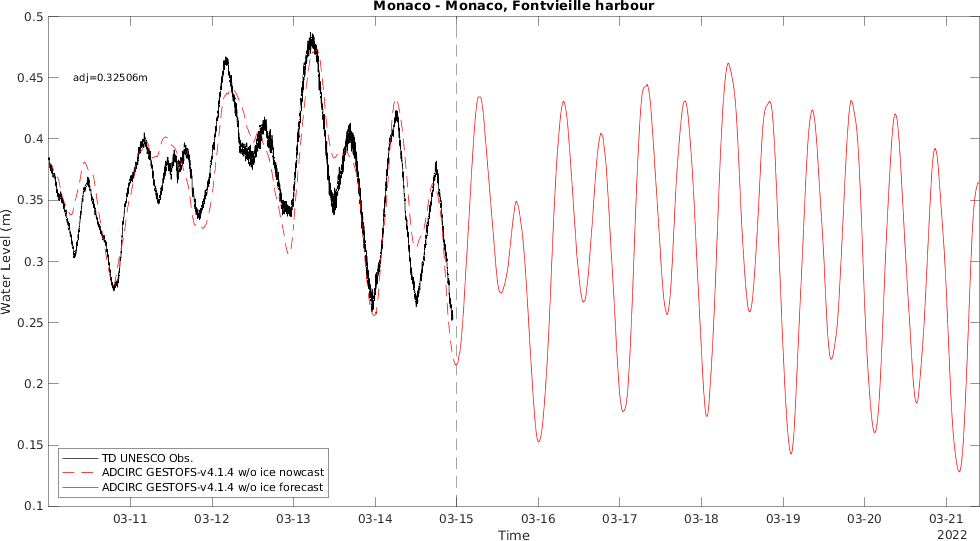 Monaco - Monaco, Fontvieille harbour
0.5
0.45
0.4
0.35
0.3
0.25
0.2
0.15
0.1
Water Level (m)
adj=0.32506m
TD UNESCO Obs.
ADCIRC GESTOFS-v4.1.4 w/o ice nowcast
ADCIRC GESTOFS-v4.1.4 w/o ice forecast
03-11 03-12 03-13 03-14 03-15 03-16 03-17 03-18 03-19 03-20 03-21
Time
2022